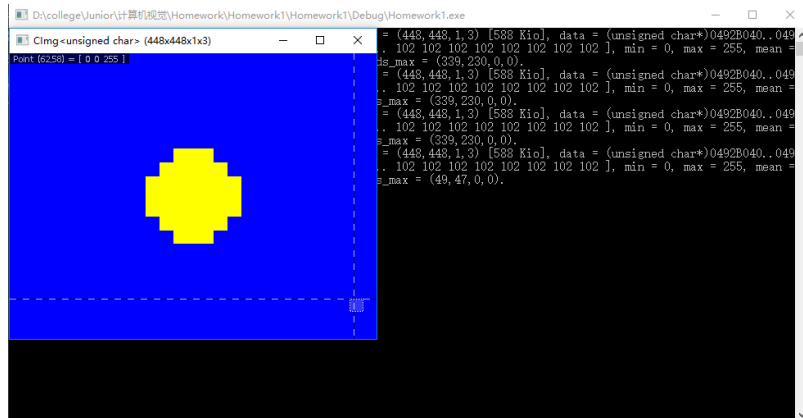 D:\college\Junior\计算机视觉\Homework\Homework1\Homework1\Debug\Homework1.exe
CImg<unsigned char> (448x448x1x3)
Point (62,58) = [ 0 0 255 ]
= (448,448,1,3) [588 Kio], data = (unsigned char*)0492B040..049
.. 102 102 102 102 102 102 102 102 ], min = 0, max = 255, mean =
ds_max = (339,230,0,0).
= (448,448,1,3) [588 Kio], data = (unsigned char*)0492B040..049
. 102 102 102 102 102 102 102 102 ], min = 0, max = 255, mean =
s_max = (339,230,0,0).
= (448,448,1,3) [588 Kio], data = (unsigned char*)0492B040..049
. 102 102 102 102 102 102 102 102 ], min = 0, max = 255, mean =
s_max = (339,230,0,0).
= (448,448,1,3) [588 Kio], data = (unsigned char*)0492B040..049
. 102 102 102 102 102 102 102 102 ], min = 0, max = 255, mean =
s_max = (49,47,0,0).